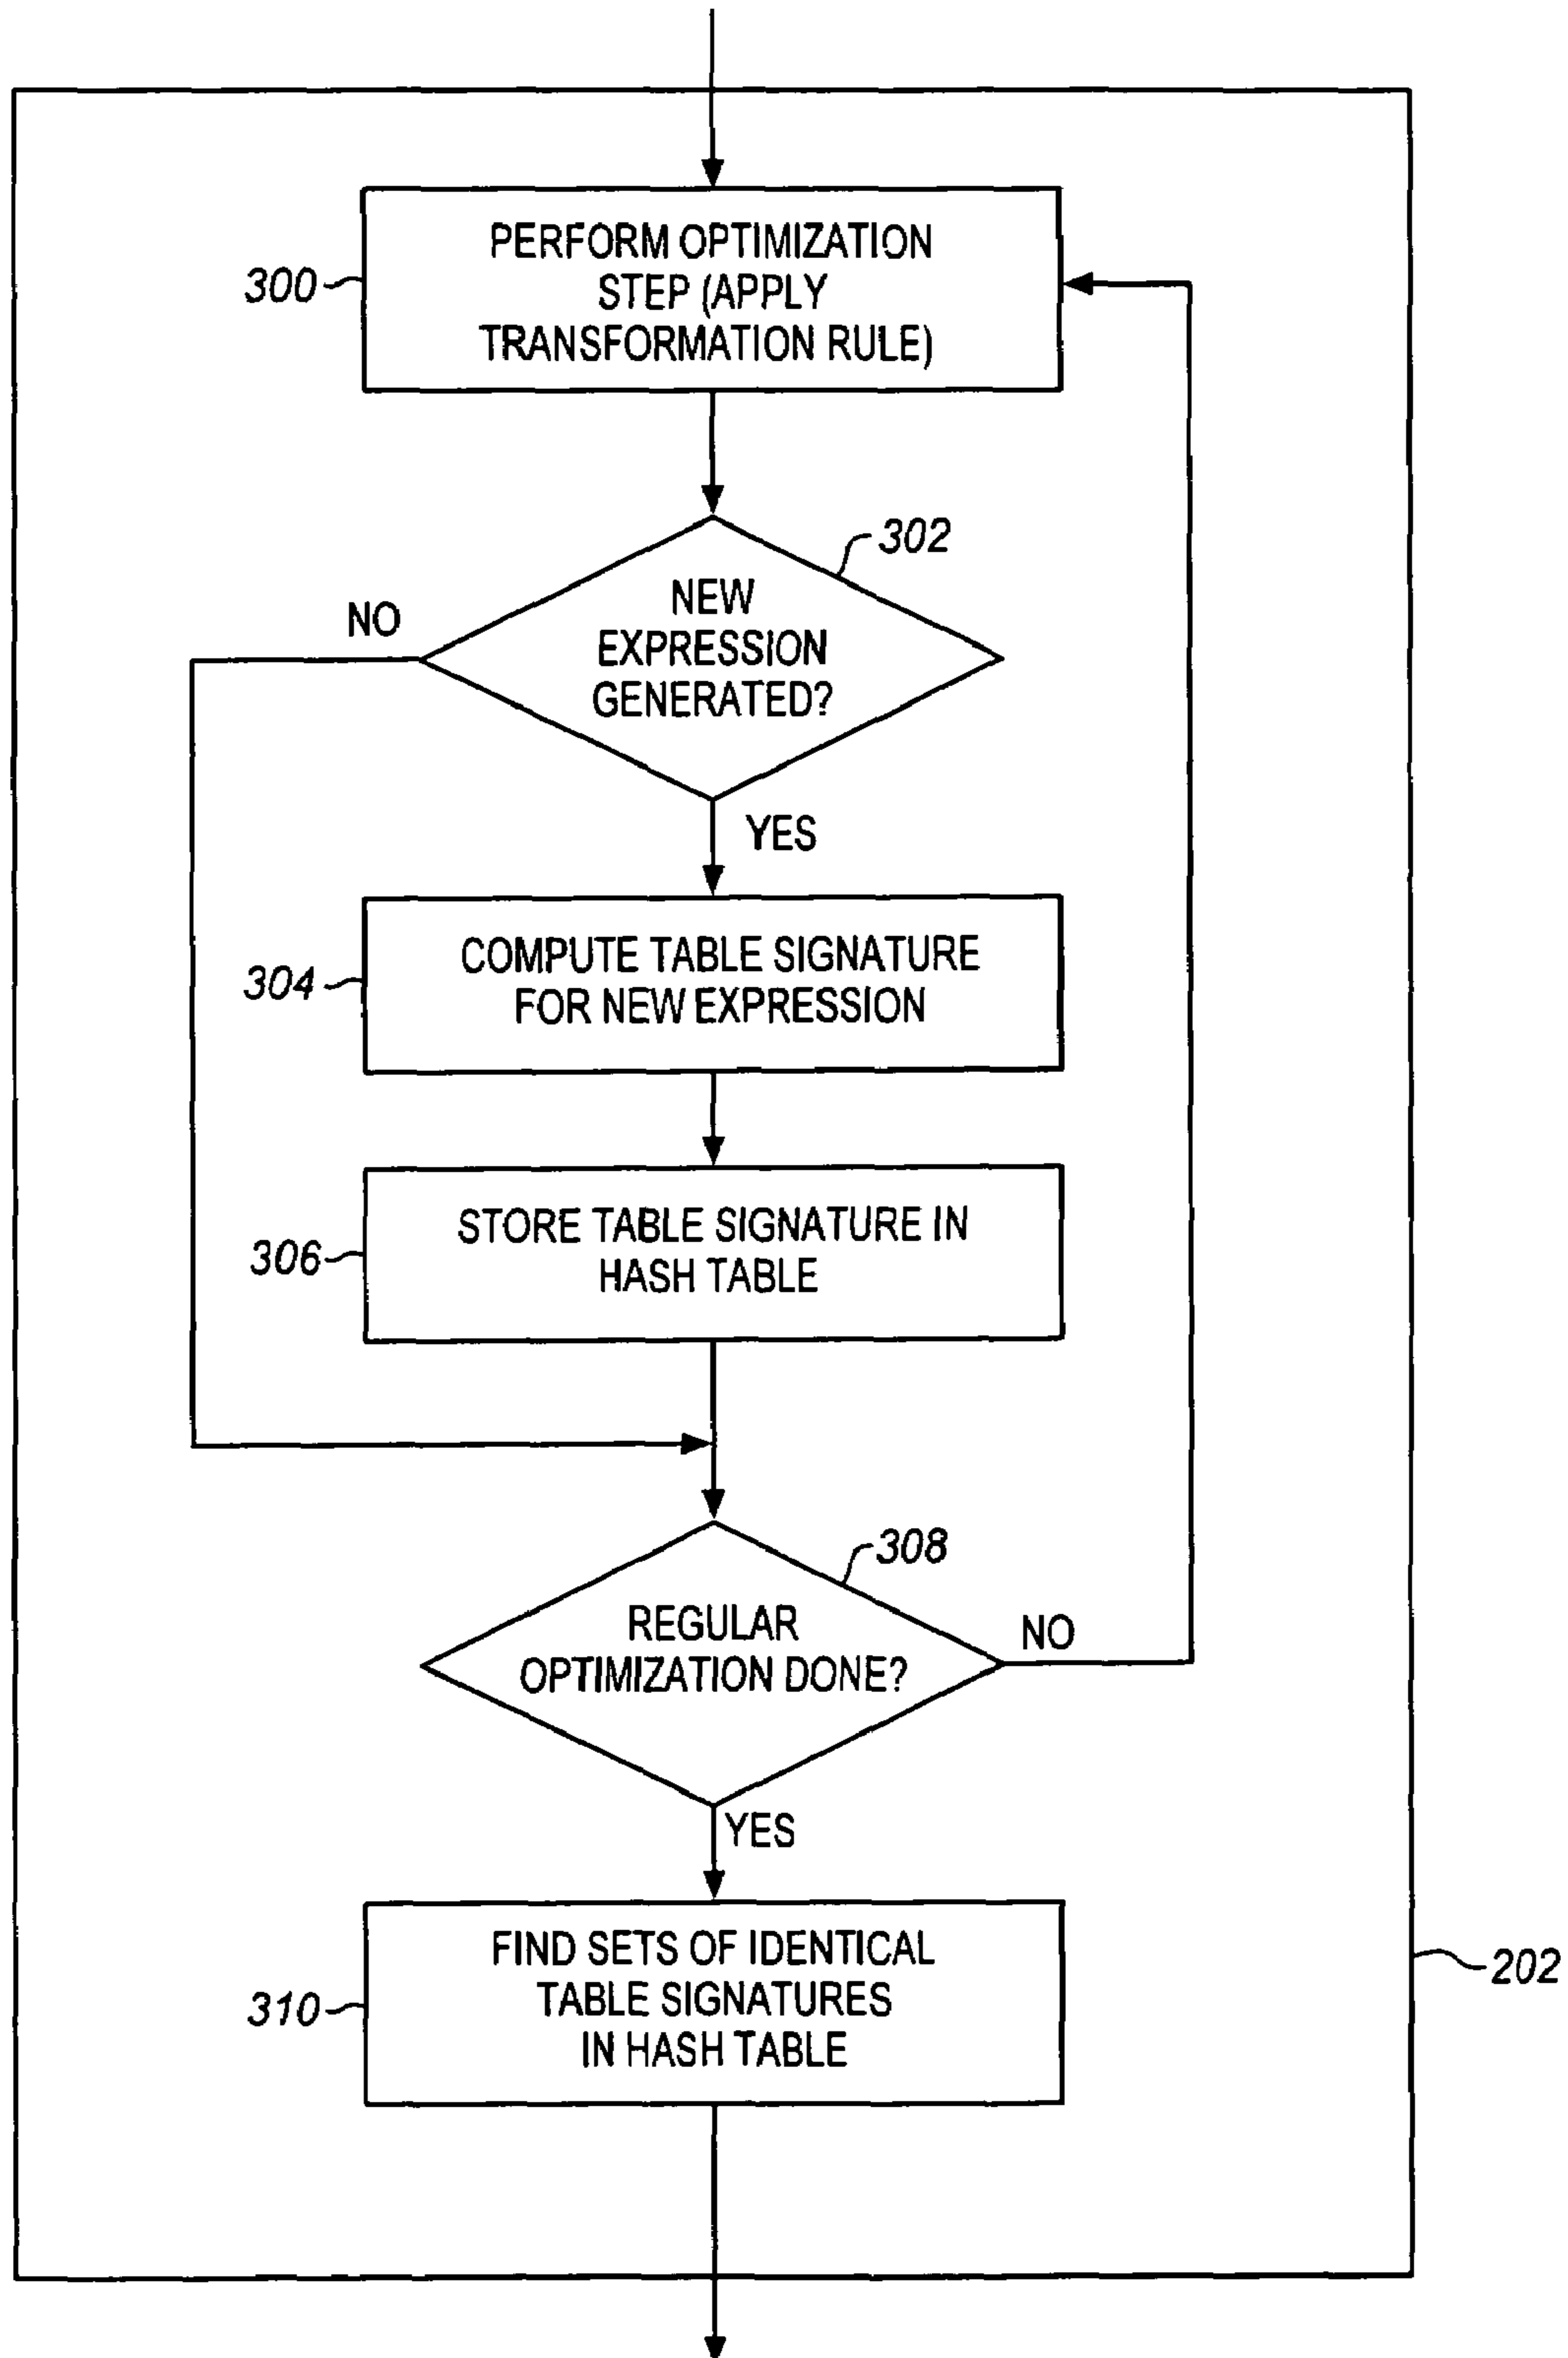 PERFORM OPTIMIZATION
STEP (APPLY
TRANSFORMATION RULE)
300
302
NEW
EXPRESSION
GENERATED?
NO
YES
COMPUTE TABLE SIGNATURE
FOR NEW EXPRESSION
304
STORE TABLE SIGNATURE IN
HASH TABLE
306
308
REGULAR
OPTIMIZATION DONE?
NO
YES
FIND SETS OF IDENTICAL
TABLE SIGNATURES
IN HASH TABLE
310
202